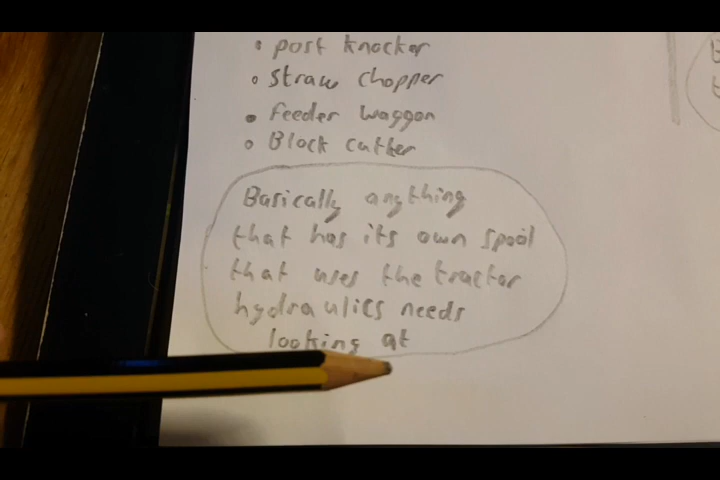 • post knocker
• Straw chopper
• Feeder waggon
• Block cutter
Basically anything
that has its own spool
that uses the tractor
hydraulics needs
looking at